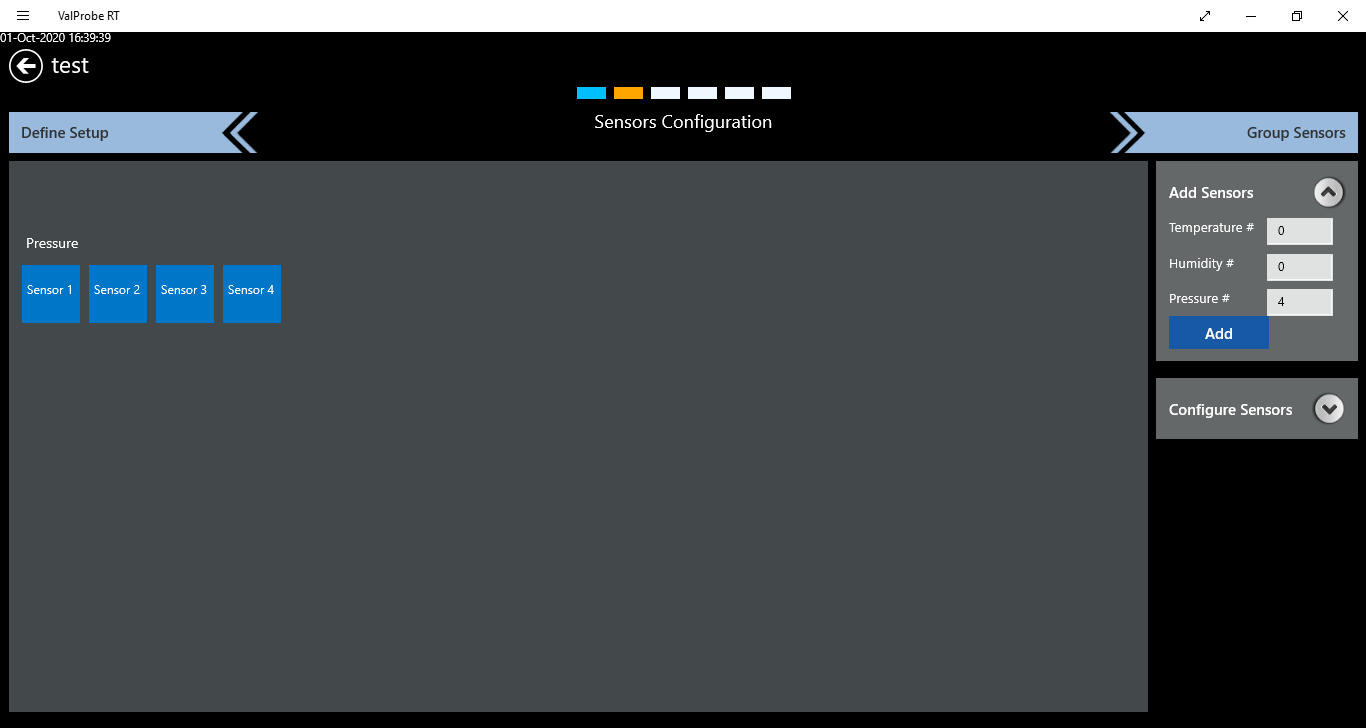 ValProbe RT
01-Oct-2020 16:39:39
test
Sensors Configuration
Define Setup
Group Sensors
Pressure
Sensor 1
Sensor 2
Sensor 3
Sensor 4
Add Sensors
Temperature # 0
Humidity # 0
Pressure # 4
Add
Configure Sensors